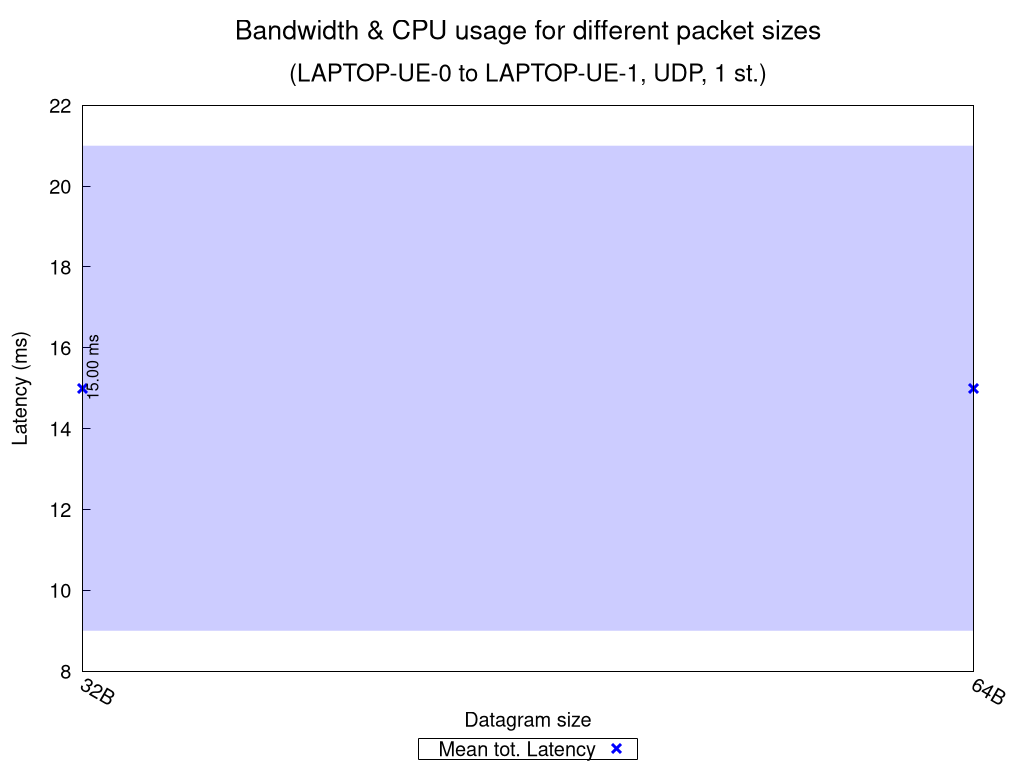 Bandwidth & CPU usage for different packet sizes
(LAPTOP-UE-0 to LAPTOP-UE-1, UDP, 1 st.)
22
20
18
16
14
12
10
8
Latency (ms)
15.00 ms
32B
64B
Datagram size
Mean tot. Latency